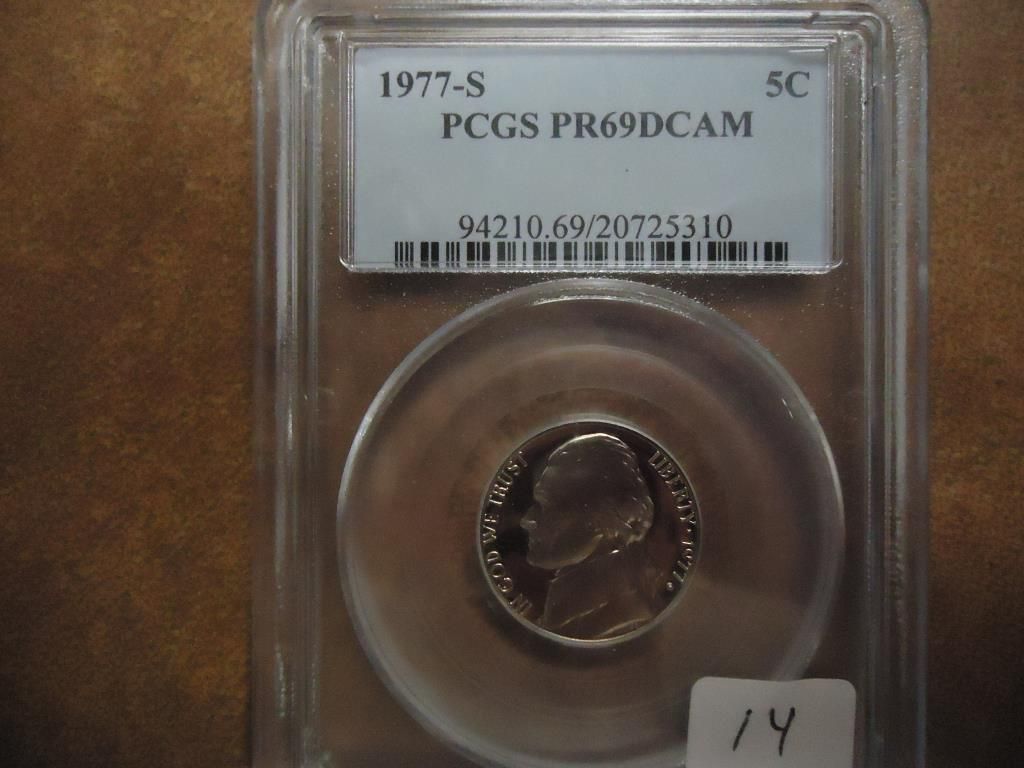 1977-S 5C
PCGS PR69DCAM
94210.69/20725310
IN GOD WE TRUST
LIBERTY · 1977
14